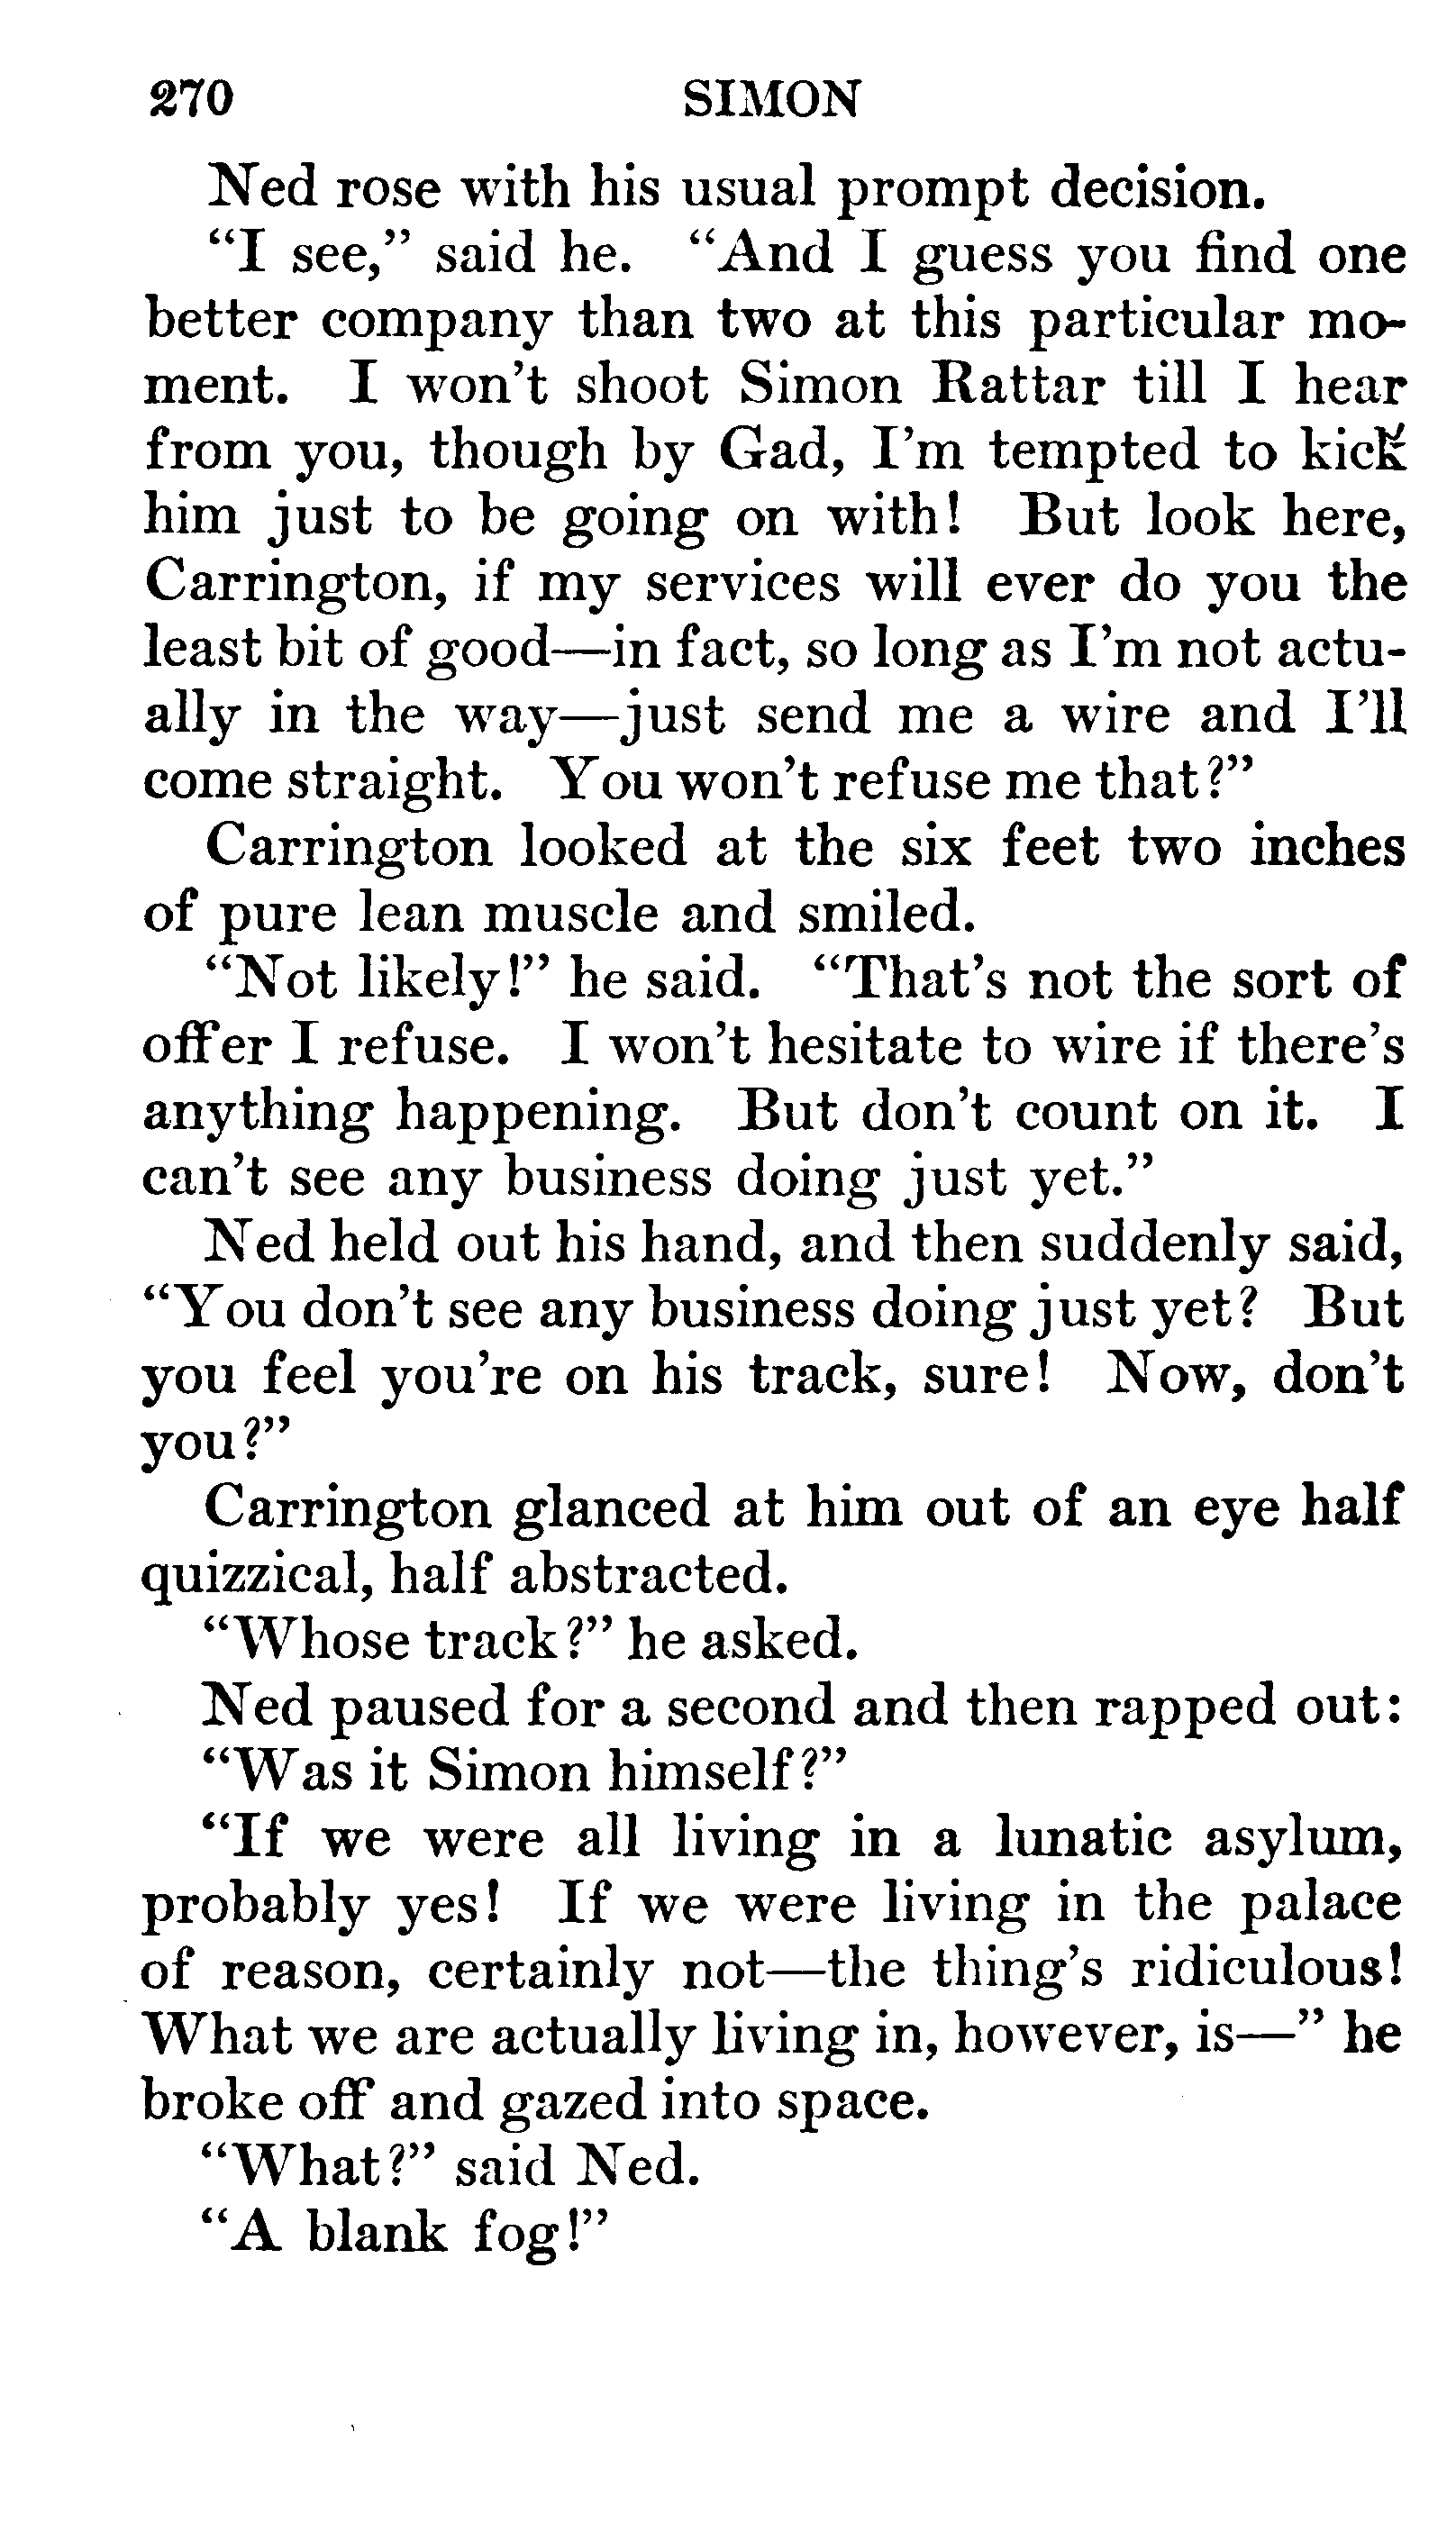 270 SIMON
Ned rose with his usual prompt decision.
“I see,” said he. “And I guess you find one
better company than two at this particular mo-
ment. I won't shoot Simon Rattar till I hear
from you, though by Gad, I'm tempted to kick
him just to be going on with! But look here,
Carrington, if my services will ever do you the
least bit of good—in fact, so long as I'm not actu-
ally in the way—just send me a wire and I'll
come straight. You won't refuse me that?”
Carrington looked at the six feet two inches
of pure lean muscle and smiled.
“Not likely!” he said. “That's not the sort of
offer I refuse. I won't hesitate to wire if there's
anything happening. But don't count on it. I
can't see any business doing just yet.”
Ned held out his hand, and then suddenly said,
“You don't see any business doing just yet? But
you feel you're on his track, sure! Now, don't
you?”
Carrington glanced at him out of an eye half
quizzical, half abstracted.
“Whose track?” he asked.
Ned paused for a second and then rapped out:
“Was it Simon himself?”
“If we were all living in a lunatic asylum,
probably yes! If we were living in the palace
of reason, certainly not—the thing's ridiculous!
What we are actually living in, however, is—” he
broke off and gazed into space.
“What?” said Ned.
“A blank fog!”